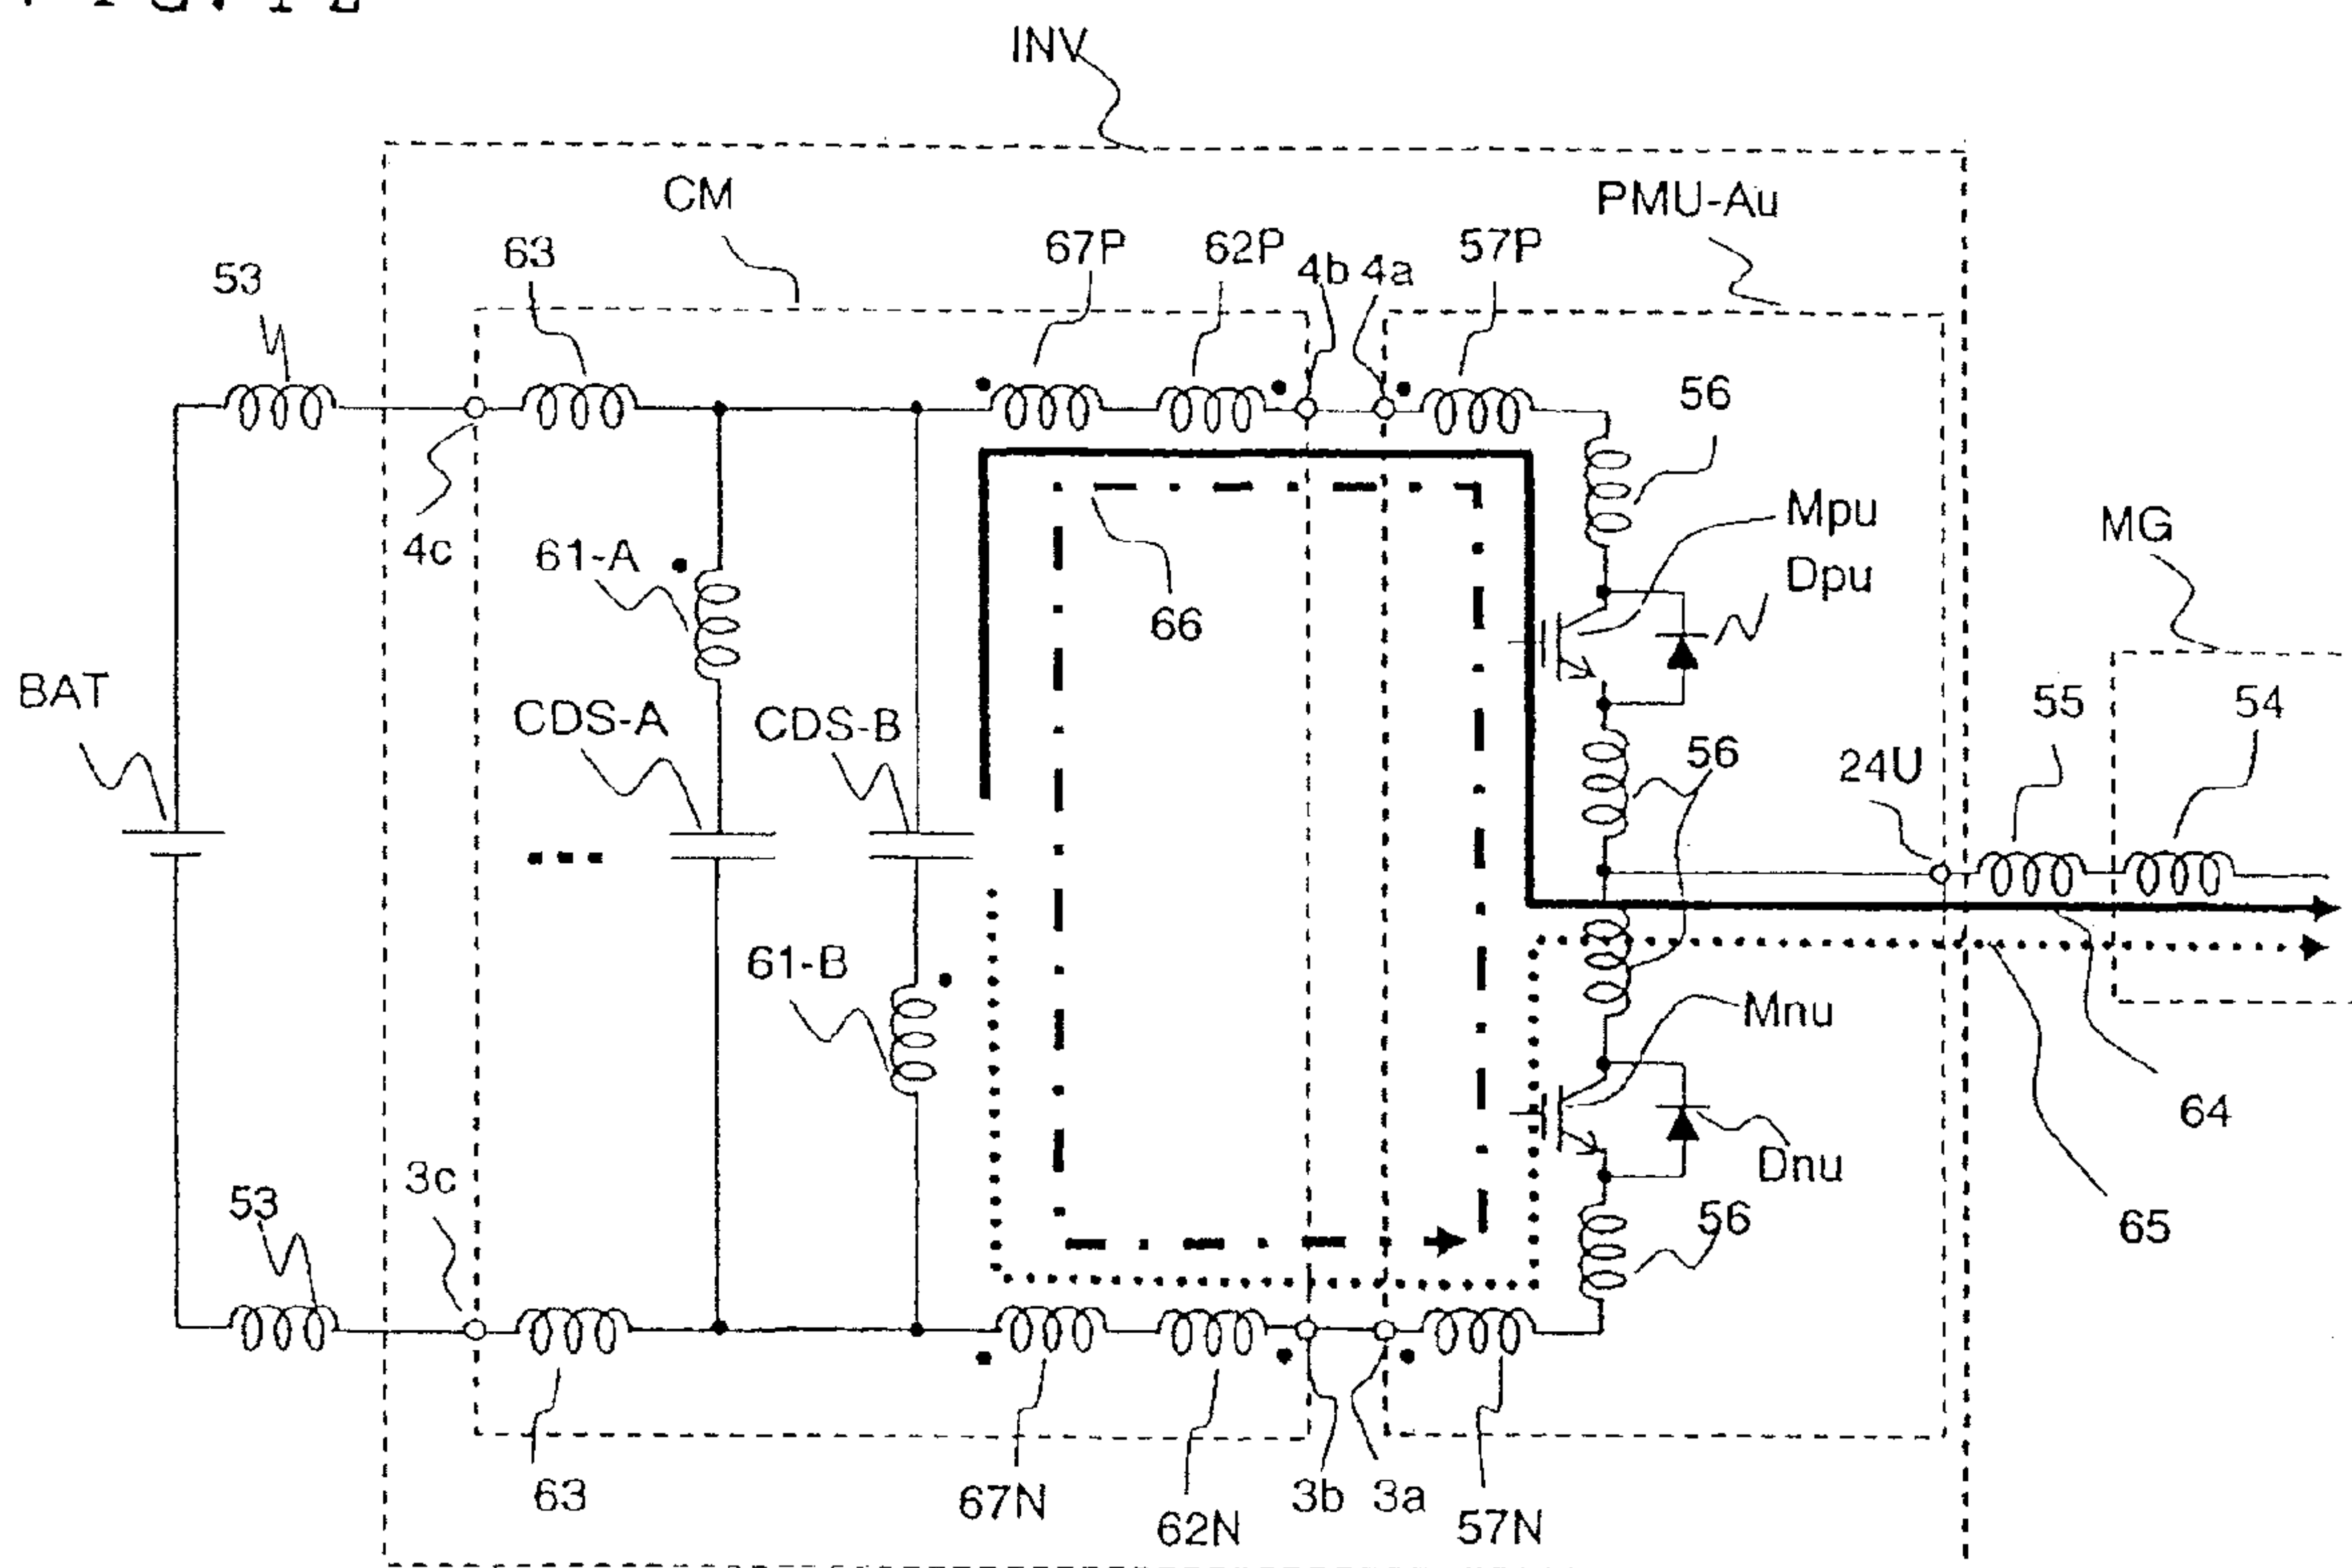 INV
CM
PMU-Au
67P
62P
57P
63
4b
4a
53
56
Mpu
Dpu
MG
4c
61-A
66
BAT
CDS-A
CDS-B
56
24U
55
54
61-B
Mnu
64
3c
53
Dnu
56
65
63
67N
62N
3b
3a
57N